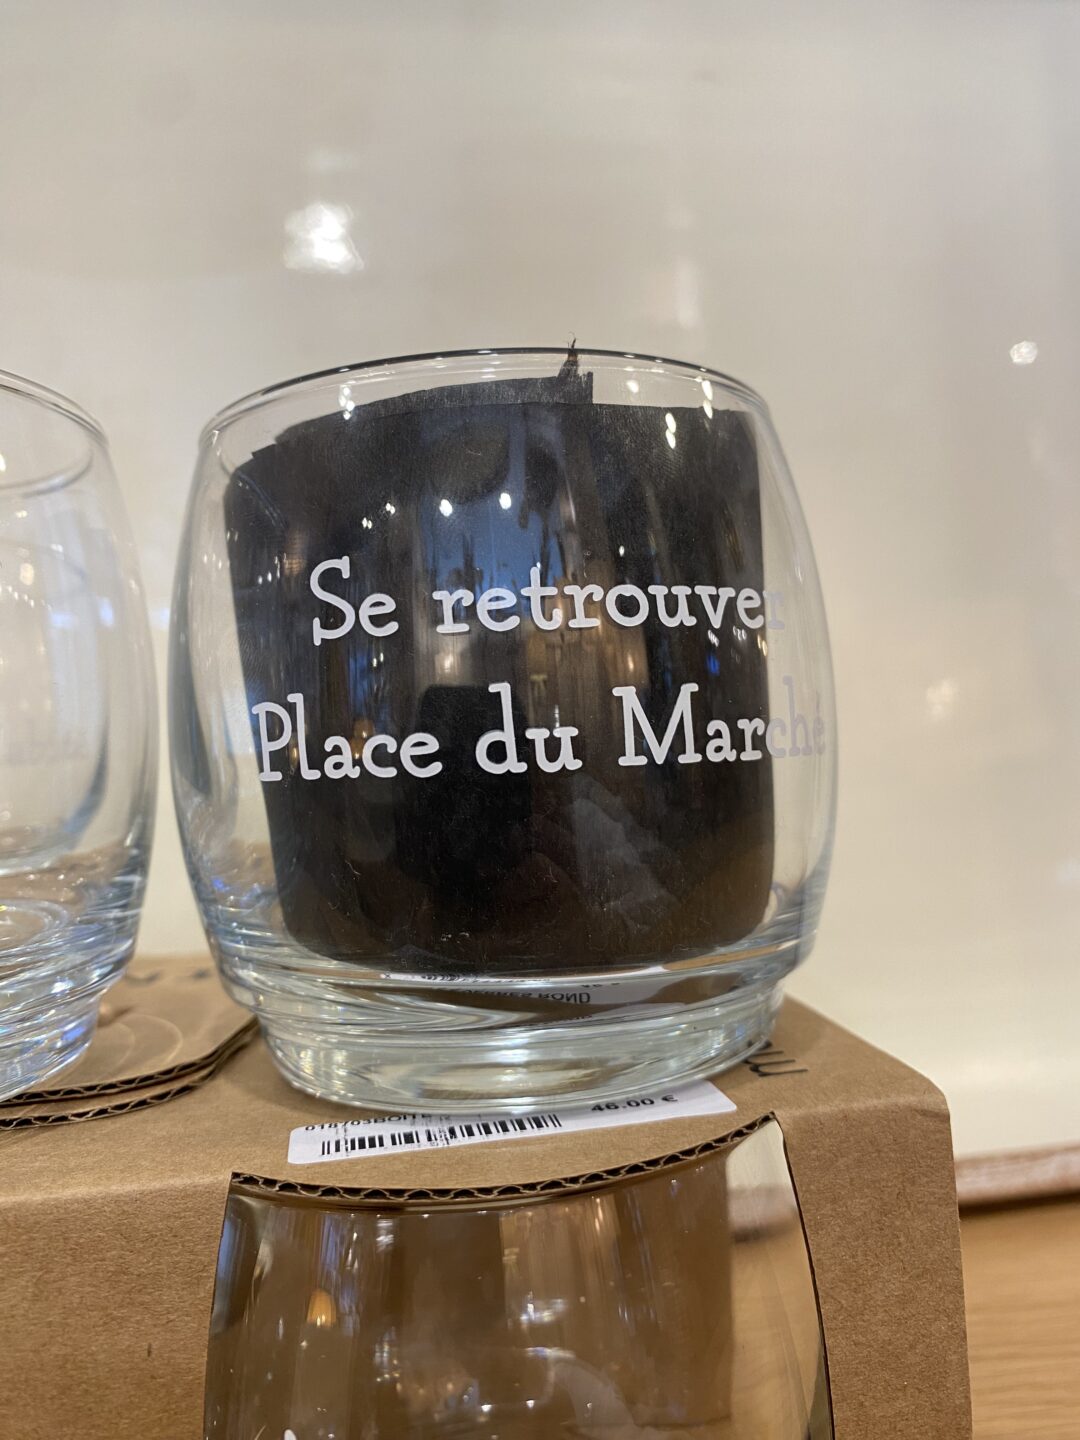 Se retrouver
Place du Marché
46.00 €